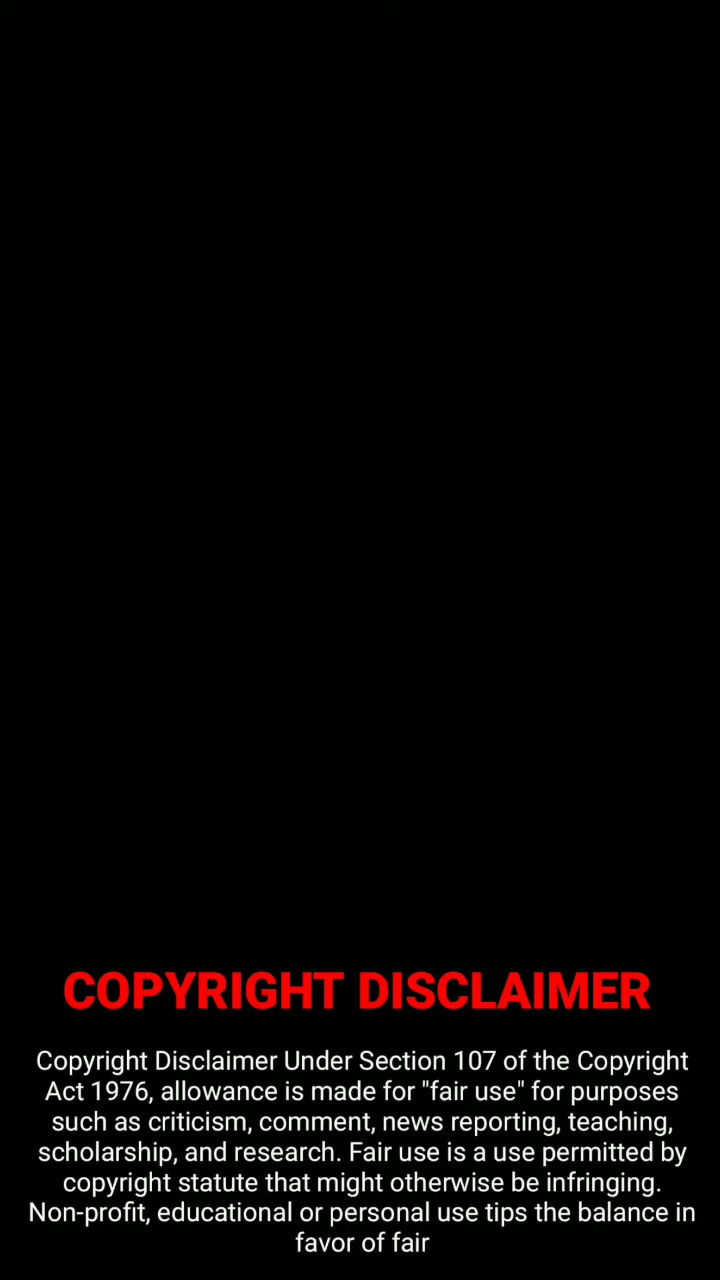 COPYRIGHT DISCLAIMER
Copyright Disclaimer Under Section 107 of the Copyright
Act 1976, allowance is made for "fair use" for purposes
such as criticism, comment, news reporting, teaching,
scholarship, and research. Fair use is a use permitted by
copyright statute that might otherwise be infringing.
Non-profit, educational or personal use tips the balance in
favor of fair